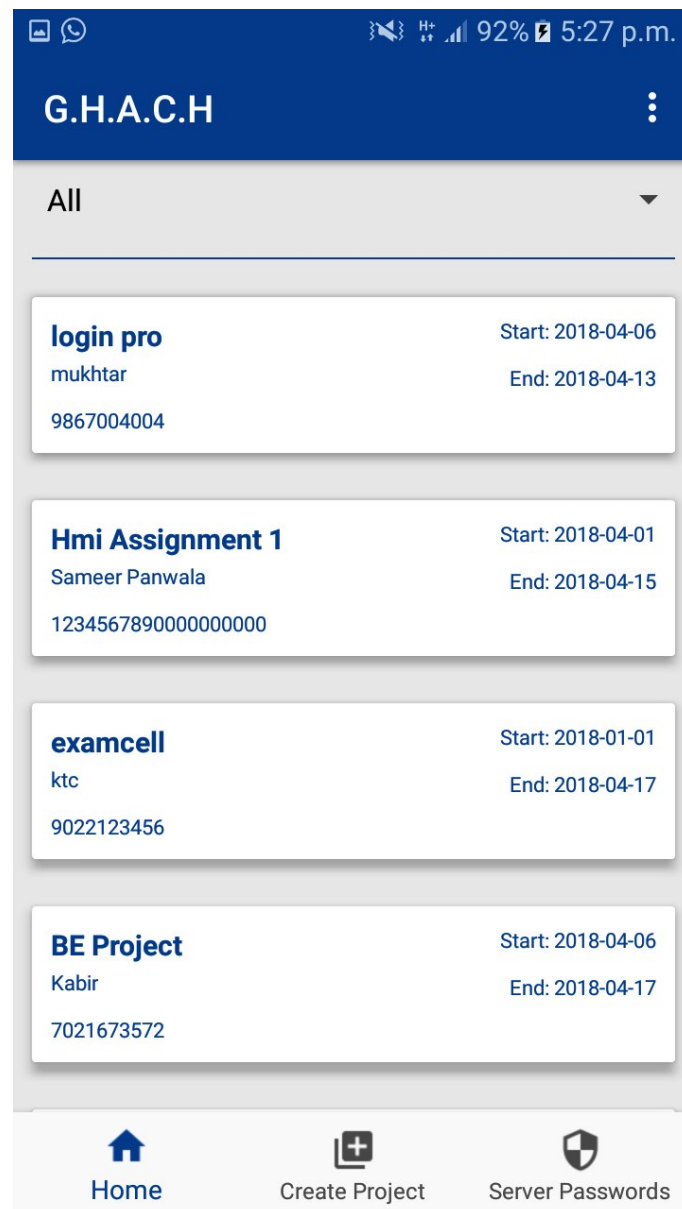 H+ 92% 5:27 p.m.
G.H.A.C.H
All
login pro
Start: 2018-04-06
mukhtar
End: 2018-04-13
9867004004
Hmi Assignment 1
Start: 2018-04-01
Sameer Panwala
End: 2018-04-15
1234567890000000000
examcell
Start: 2018-01-01
ktc
End: 2018-04-17
9022123456
BE Project
Start: 2018-04-06
Kabir
End: 2018-04-17
7021673572
Home
Create Project
Server Passwords